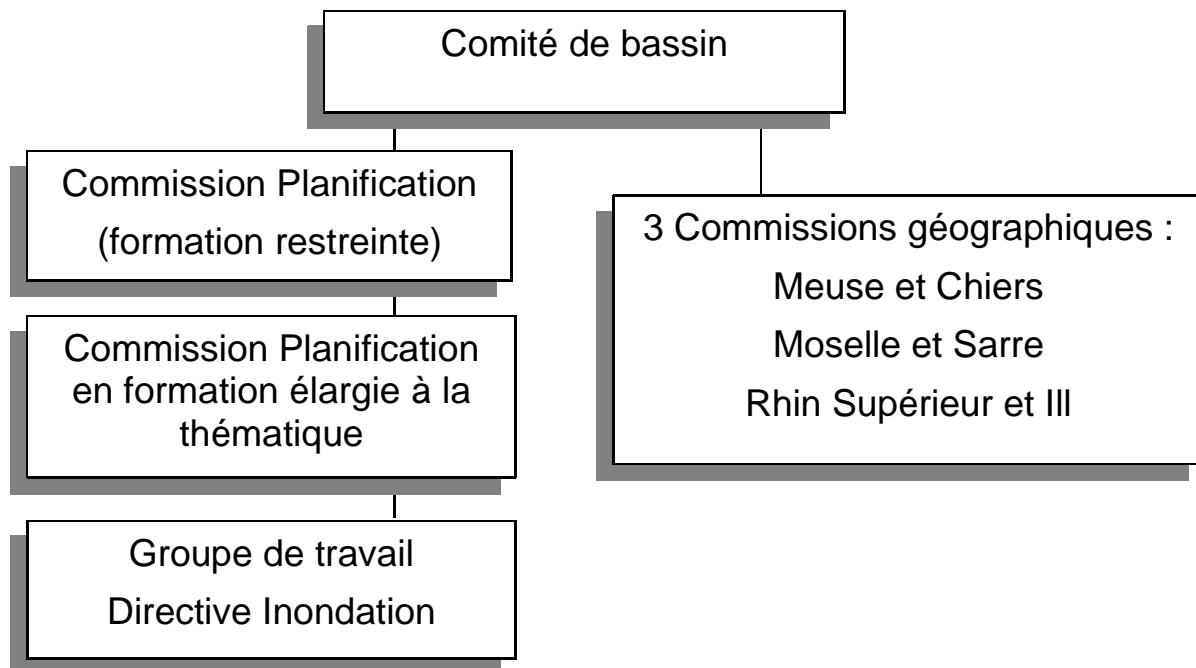 Comité de bassin
Commission Planification
(formation restreinte)
Commission Planification
en formation élargie à la
thématique
Groupe de travail
Directive Inondation
3 Commissions géographiques :
Meuse et Chiers
Moselle et Sarre
Rhin Supérieur et Ill